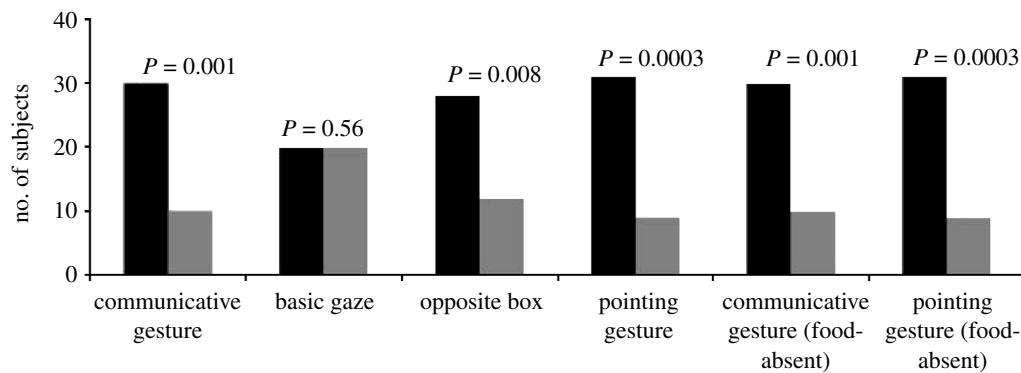 40
30
20
10
0
no. of subjects
P = 0.001
P = 0.56
P = 0.008
P = 0.0003
P = 0.001
P = 0.0003
communicative
gesture
basic gaze
opposite box
pointing
gesture
communicative
gesture (food-
absent)
pointing
gesture (food-
absent)